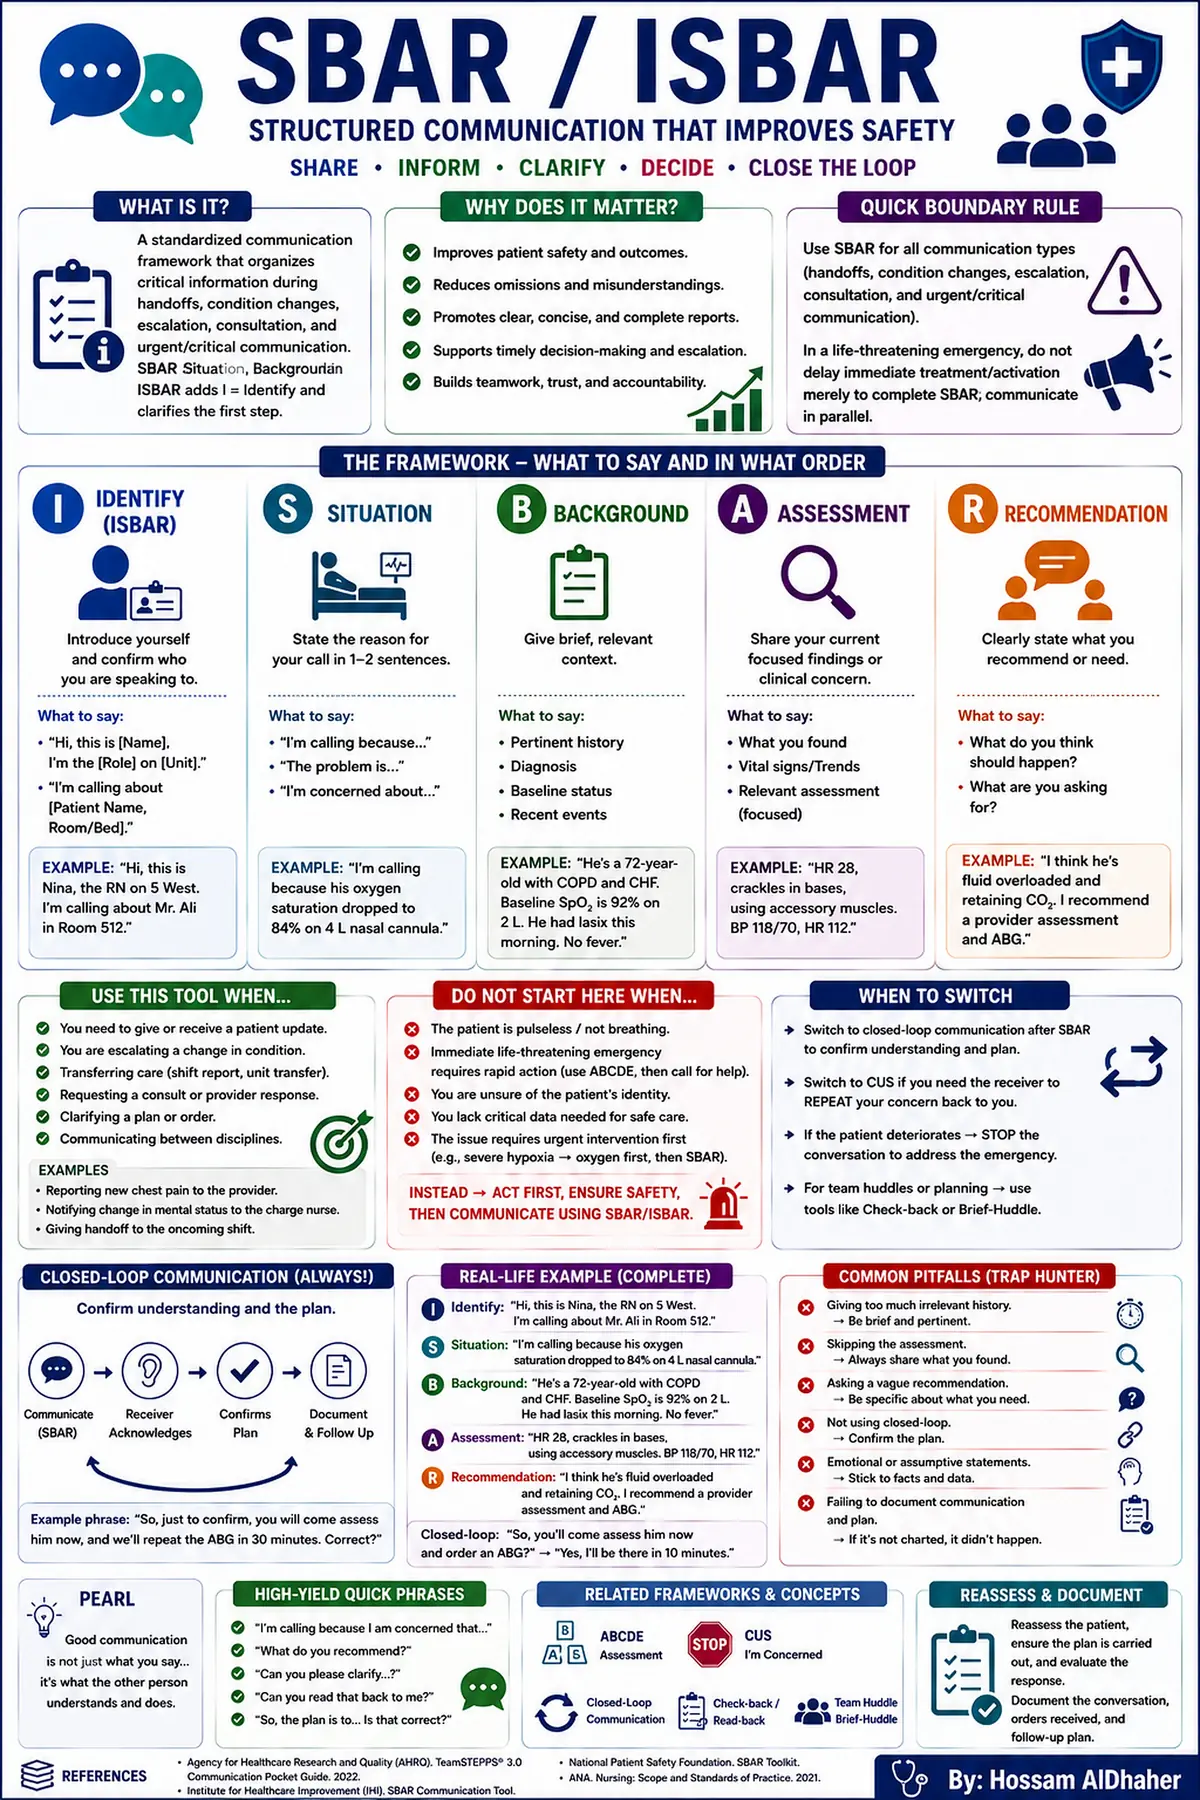 SBAR / ISBAR
STRUCTURED COMMUNICATION THAT IMPROVES SAFETY
SHARE • INFORM • CLARIFY • DECIDE • CLOSE THE LOOP
WHAT IS IT?
A standardized communication
framework that organizes
critical information during
handoffs, condition changes,
escalation, consultation, and
urgent/critical communication.
SBAR Situation, Backgroundın
ISBAR adds I = Identify and
clarifies the first step.
WHY DOES IT MATTER?
Improves patient safety and outcomes.
Reduces omissions and misunderstandings.
Promotes clear, concise, and complete reports.
Supports timely decision-making and escalation.
Builds teamwork, trust, and accountability.
QUICK BOUNDARY RULE
Use SBAR for all communication types
(handoffs, condition changes, escalation,
consultation, and urgent/critical
communication).
In a life-threatening emergency, do not
delay immediate treatment/activation
merely to complete SBAR; communicate
in parallel.
THE FRAMEWORK – WHAT TO SAY AND IN WHAT ORDER
I IDENTIFY
(ISBAR)
Introduce yourself
and confirm who
you are speaking to.
What to say:
• “Hi, this is [Name],
I’m the [Role] on [Unit].”
• “I’m calling about
[Patient Name,
Room/Bed].”
EXAMPLE: “Hi, this is
Nina, the RN on 5 West.
I’m calling about Mr. Ali
in Room 512.”
S SITUATION
State the reason for
your call in 1–2 sentences.
What to say:
• “I’m calling because...”
• “The problem is...”
• “I’m concerned about...”
EXAMPLE: “I’m calling
because his oxygen
saturation dropped to
84% on 4 L nasal cannula.”
B BACKGROUND
Give brief, relevant
context.
What to say:
• Pertinent history
• Diagnosis
• Baseline status
• Recent events
EXAMPLE: “He’s a 72-year-
old with COPD and CHF.
Baseline SpO₂ is 92% on
2 L. He had lasix this
morning. No fever.”
A ASSESSMENT
Share your current
focused findings or
clinical concern.
What to say:
• What you found
• Vital signs/Trends
• Relevant assessment
(focused)
EXAMPLE: “HR 28,
crackles in bases,
using accessory muscles.
BP 118/70, HR 112.”
R RECOMMENDATION
Clearly state what you
recommend or need.
What to say:
• What do you think
should happen?
• What are you asking
for?
EXAMPLE: “I think he’s
fluid overloaded and
retaining CO₂. I recommend
a provider assessment
and ABG.”
USE THIS TOOL WHEN...
You need to give or receive a patient update.
You are escalating a change in condition.
Transferring care (shift report, unit transfer).
Requesting a consult or provider response.
Clarifying a plan or order.
Communicating between disciplines.
EXAMPLES
• Reporting new chest pain to the provider.
• Notifying change in mental status to the charge nurse.
• Giving handoff to the oncoming shift.
DO NOT START HERE WHEN...
The patient is pulseless / not breathing.
Immediate life-threatening emergency
requires rapid action (use ABCDE, then call for help).
You are unsure of the patient’s identity.
You lack critical data needed for safe care.
The issue requires urgent intervention first
(e.g., severe hypoxia → oxygen first, then SBAR).
INSTEAD → ACT FIRST, ENSURE SAFETY,
THEN COMMUNICATE USING SBAR/ISBAR.
WHEN TO SWITCH
Switch to closed-loop communication after SBAR
to confirm understanding and plan.
Switch to CUS if you need the receiver to
REPEAT your concern back to you.
If the patient deteriorates → STOP the
conversation to address the emergency.
For team huddles or planning → use
tools like Check-back or Brief-Huddle.
CLOSED-LOOP COMMUNICATION (ALWAYS!)
Confirm understanding and the plan.
Communicate
(SBAR)
Receiver
Acknowledges
Confirms
Plan
Document
& Follow Up
Example phrase: “So, just to confirm, you will come assess
him now, and we’ll repeat the ABG in 30 minutes. Correct?”
REAL-LIFE EXAMPLE (COMPLETE)
I Identify: “Hi, this is Nina, the RN on 5 West.
I’m calling about Mr. Ali in Room 512.”
S Situation: “I’m calling because his oxygen
saturation dropped to 84% on 4 L nasal cannula.”
B Background: “He’s a 72-year-old with COPD
and CHF. Baseline SpO₂ is 92% on 2 L.
He had lasix this morning. No fever.”
A Assessment: “HR 28, crackles in bases,
using accessory muscles. BP 118/70, HR 112.”
R Recommendation: “I think he’s fluid overloaded
and retaining CO₂. I recommend a provider
assessment and ABG.”
Closed-loop: “So, you’ll come assess him now
and order an ABG?” → “Yes, I’ll be there in 10 minutes.”
COMMON PITFALLS (TRAP HUNTER)
Giving too much irrelevant history.
→ Be brief and pertinent.
Skipping the assessment.
→ Always share what you found.
Asking a vague recommendation.
→ Be specific about what you need.
Not using closed-loop.
→ Confirm the plan.
Emotional or assumptive statements.
→ Stick to facts and data.
Failing to document communication
and plan.
→ If it’s not charted, it didn’t happen.
PEARL
Good communication
is not just what you say...
it’s what the other person
understands and does.
HIGH-YIELD QUICK PHRASES
“I’m calling because I am concerned that...”
“What do you recommend?”
“Can you please clarify...?”
“Can you read that back to me?”
“So, the plan is to... Is that correct?”
RELATED FRAMEWORKS & CONCEPTS
ABCDE
Assessment
STOP
CUS
I’m Concerned
Closed-Loop
Communication
Check-back /
Read-back
Team Huddle
Brief-Huddle
REASSESS & DOCUMENT
Reassess the patient,
ensure the plan is carried
out, and evaluate the
response.
Document the conversation,
orders received, and
follow-up plan.
REFERENCES
• Agency for Healthcare Research and Quality (AHRQ). TeamSTEPPS® 3.0
Communication Pocket Guide. 2022.
• Institute for Healthcare Improvement (IHI). SBAR Communication Tool.
• National Patient Safety Foundation. SBAR Toolkit.
• ANA. Nursing: Scope and Standards of Practice. 2021.
By: Hossam AlDhaher